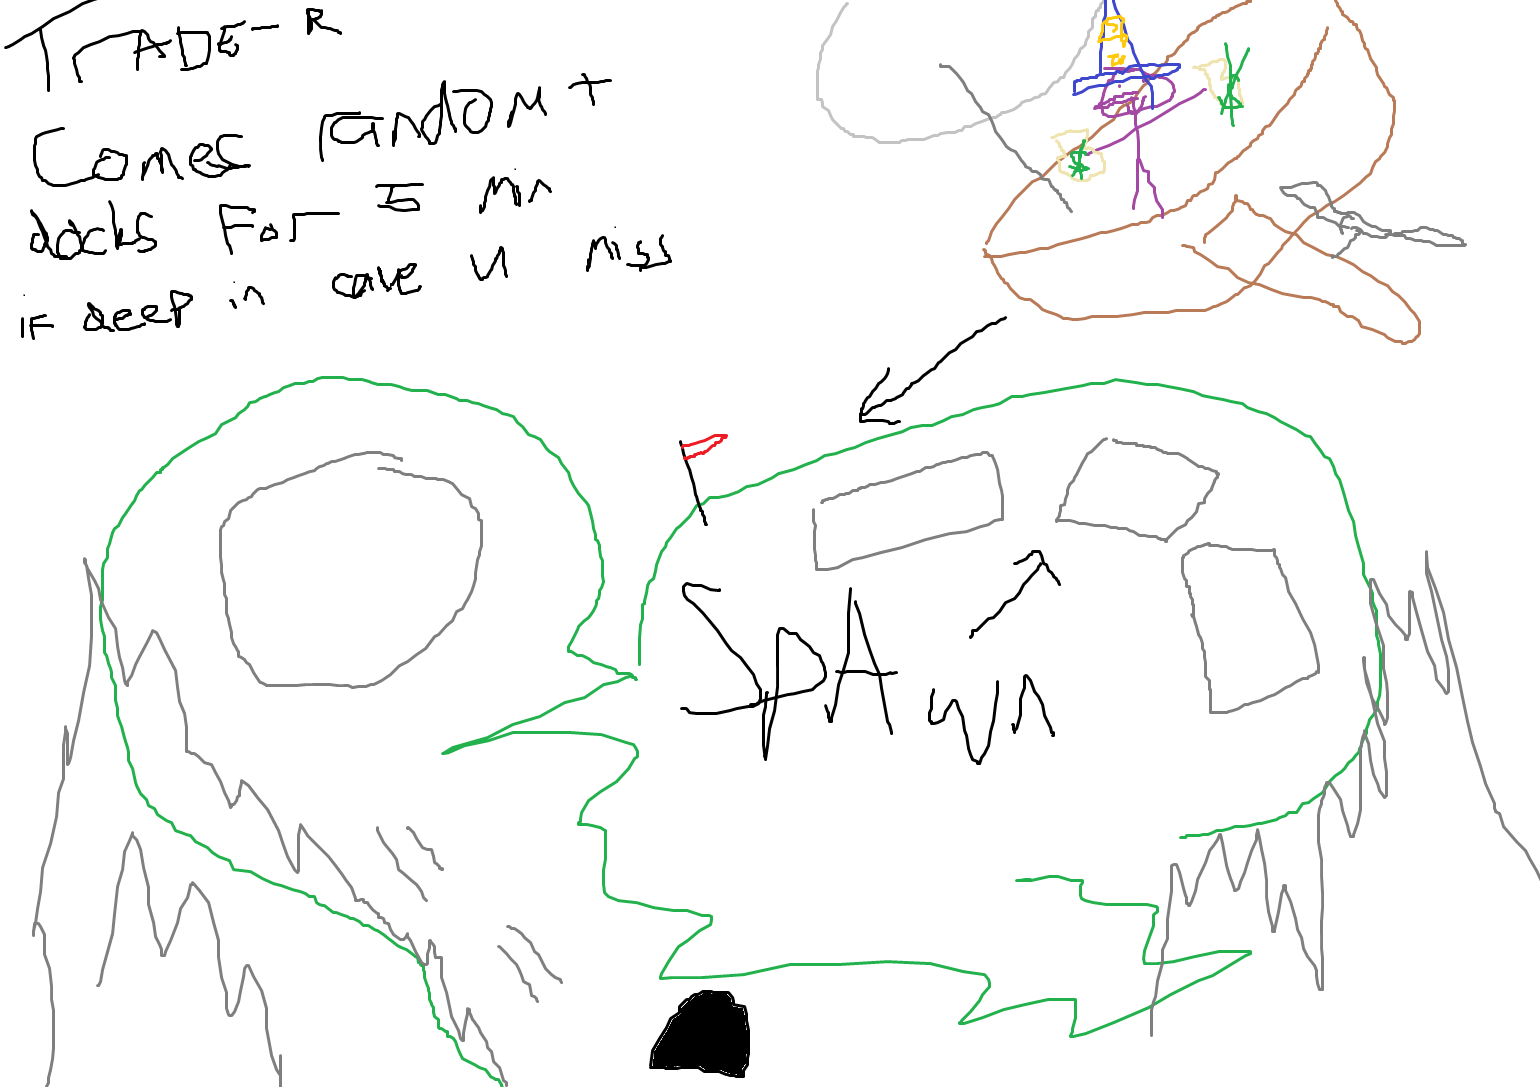 TRADE-R
Comes random +
docks For 5 Min
iF deep in cave U Miss
SPAwn